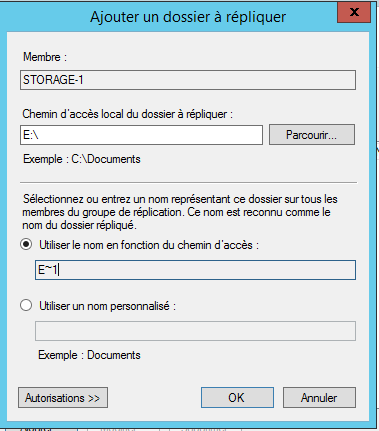 Ajouter un dossier à répliquer
x
Membre :
STORAGE-1
Chemin d'accès local du dossier à répliquer :
E:\
Parcourir...
Exemple : C:\Documents
Sélectionnez ou entrez un nom représentant ce dossier sur tous les
membres du groupe de réplication. Ce nom est reconnu comme le
nom du dossier répliqué.
Utiliser le nom en fonction du chemin d'accès :
E~1
Utiliser un nom personnalisé :
Exemple : Documents
Autorisations >>
OK
Annuler